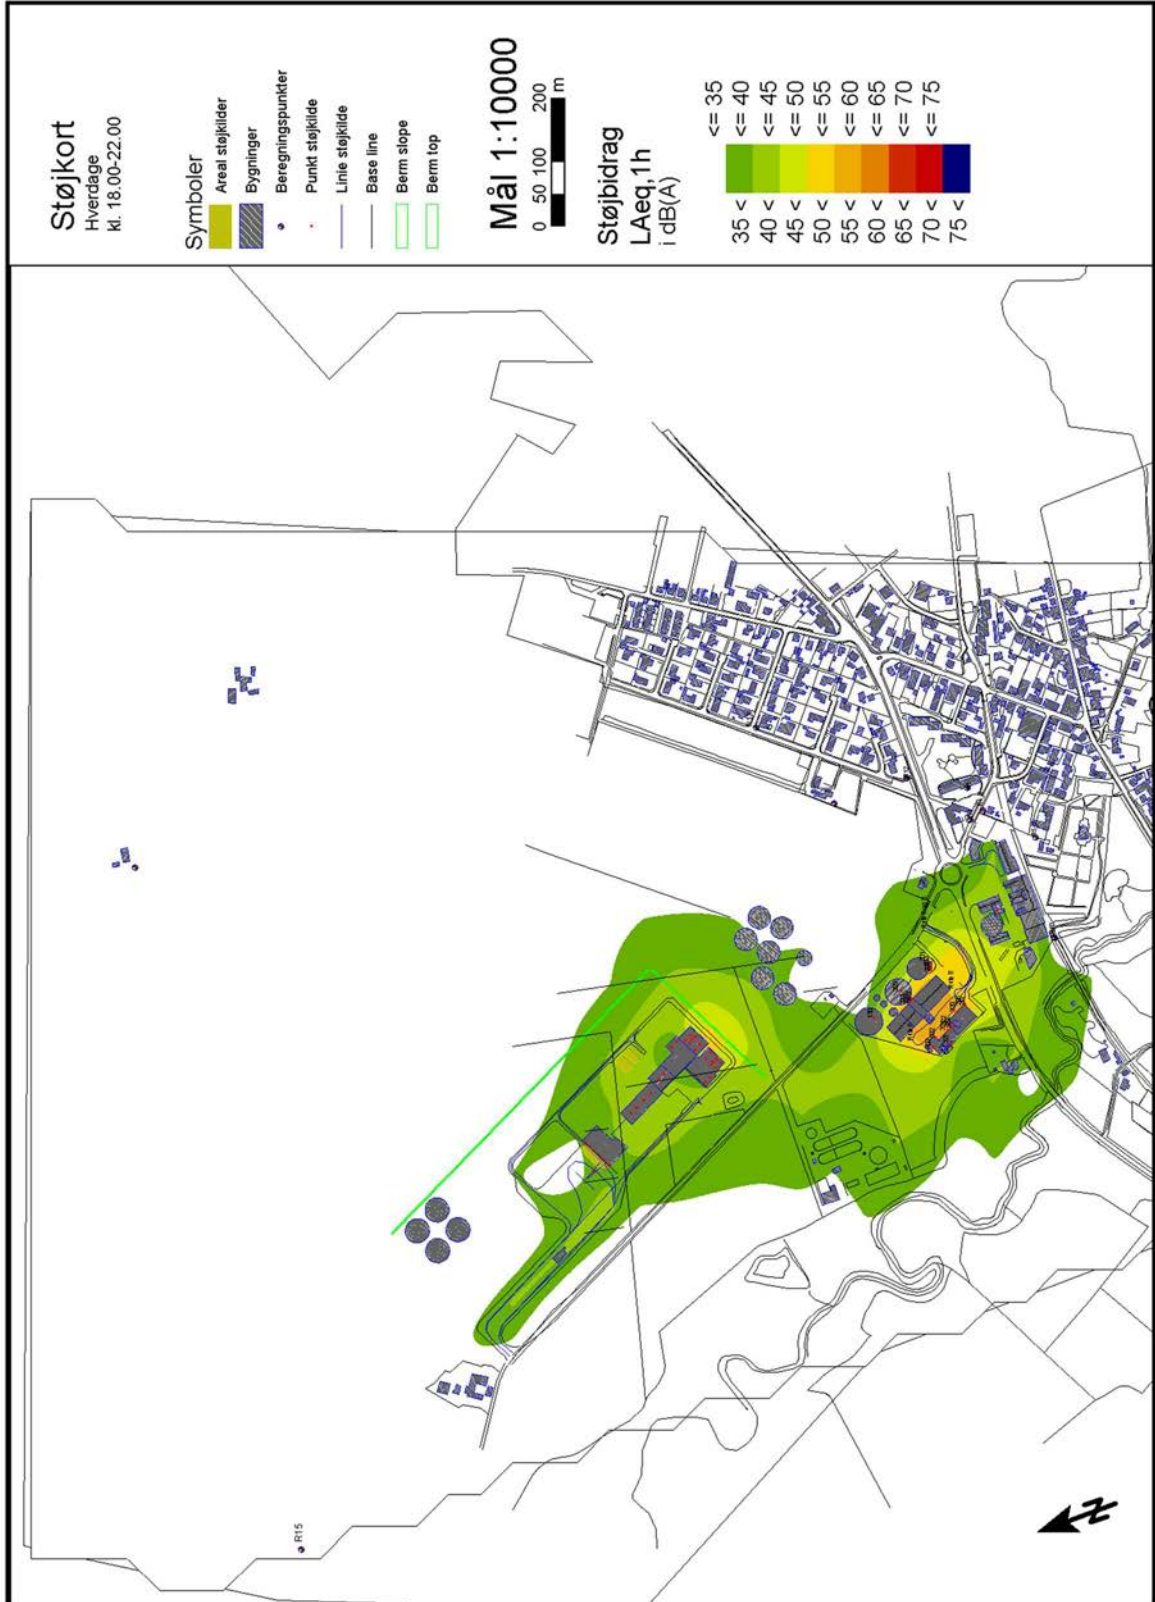 Støjkort
Hverdage
kl. 18.00-22.00
Symboler
Areal støjkilder
Bygninger
Beregningspunkter
Punkt støjkilde
Linie støjkilde
Base line
Berm slope
Berm top
Mål 1:10000
0 50 100 200
m
Støjbidrag
LAeq,1h
i dB(A)
<= 35
35 < <= 40
40 < <= 45
45 < <= 50
50 < <= 55
55 < <= 60
60 < <= 65
65 < <= 70
70 < <= 75
75 <
R15
N